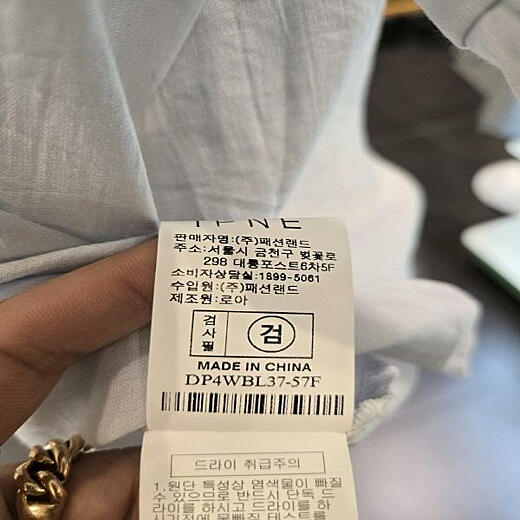 판매자명:(주)패션랜드
주소:서울시 금천구 벚꽃로
298 대륭포스트6차5F
소비자상담실:1899-5061
수입원:(주)패션랜드
제조원:로아
검사필
검
MADE IN CHINA
DP4WBL37-57F
드라이 취급주의
1.원단 특성상 염색물이 빠질
수 있으므로 반드시 단독 드
라이를 하시고 드라이를 하